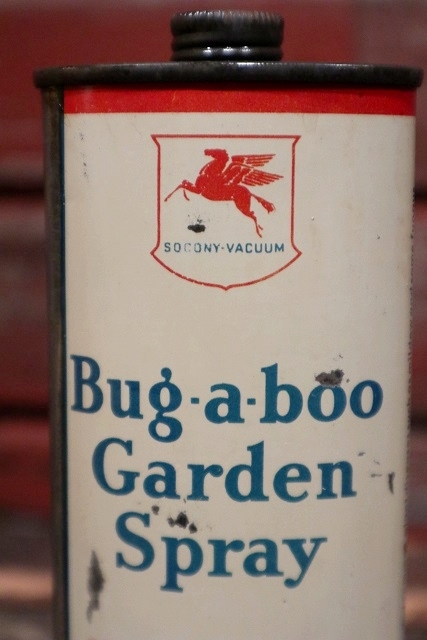 SOCONY-VACUUM
Bug-a-boo
Garden
Spray